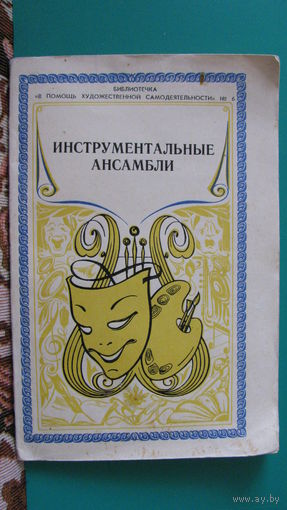 БИБЛИОТЕЧКА
«В ПОМОЩЬ ХУДОЖЕСТВЕННОЙ САМОДЕЯТЕЛЬНОСТИ» № 6
ИНСТРУМЕНТАЛЬНЫЕ
АНСАМБЛИ
www.ay.by